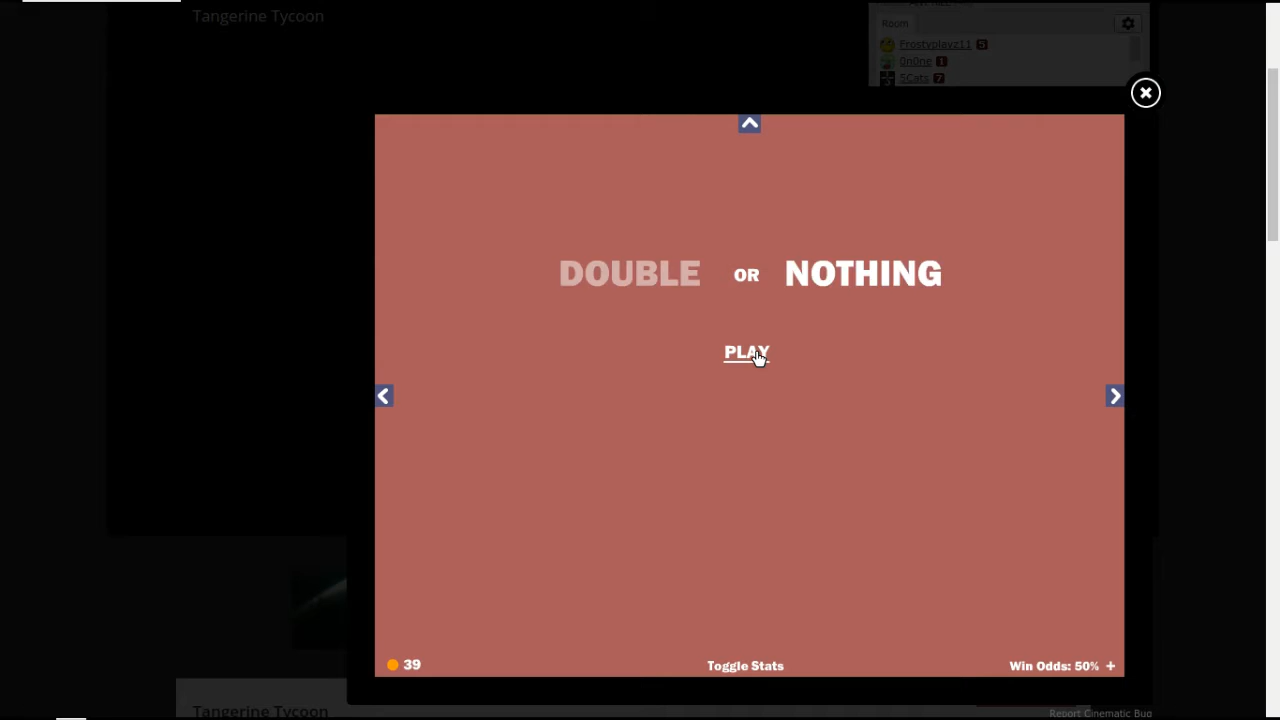 Tangerine Tycoon
Room
Frostyplayz11 5
0n0ne 1
5Cats 7
DOUBLE OR NOTHING
PLAY
39
Toggle Stats
Win Odds: 50% +
Tangerine Tycoon
Report Cinematic Bug